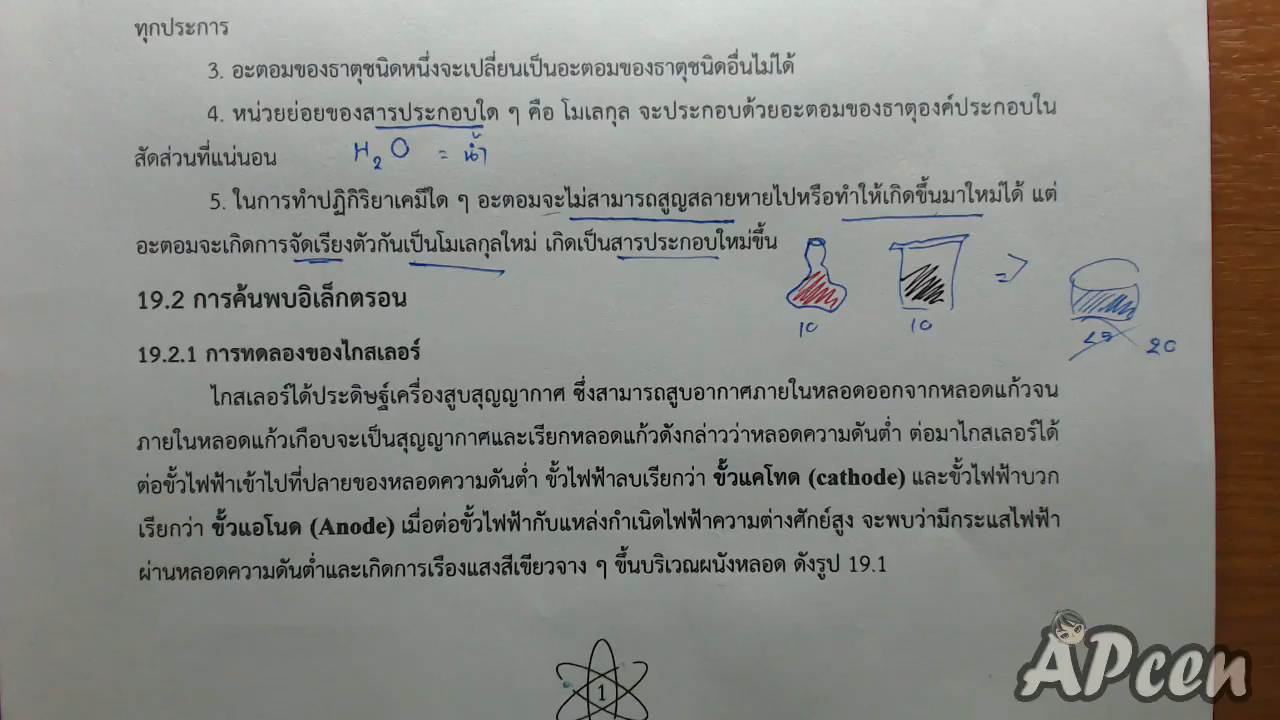 ทุกประการ
3. อะตอมของธาตุชนิดหนึ่งจะเปลี่ยนเป็นอะตอมของธาตุชนิดอื่นไม่ได้
4. หน่วยย่อยของสารประกอบใด ๆ คือ โมเลกุล จะประกอบด้วยอะตอมของธาตุองค์ประกอบใน
สัดส่วนที่แน่นอน H₂O = น้ำ
5. ในการทำปฏิกิริยาเคมีใด ๆ อะตอมจะไม่สามารถสูญสลายหายไปหรือทำให้เกิดขึ้นมาใหม่ได้ แต่
อะตอมจะเกิดการจัดเรียงตัวกันเป็นโมเลกุลใหม่ เกิดเป็นสารประกอบใหม่ขึ้น
=>
19.2 การค้นพบอิเล็กตรอน
10 10 20
19.2.1 การทดลองของไกสเลอร์
ไกสเลอร์ได้ประดิษฐ์เครื่องสูบสุญญากาศ ซึ่งสามารถสูบอากาศภายในหลอดออกจากหลอดแก้วจน
ภายในหลอดแก้วเกือบจะเป็นสุญญากาศและเรียกหลอดแก้วดังกล่าวว่าหลอดความดันต่ำ ต่อมาไกสเลอร์ได้
ต่อขั้วไฟฟ้าเข้าไปที่ปลายของหลอดความดันต่ำ ขั้วไฟฟ้าลบเรียกว่า ขั้วแคโทด (cathode) และขั้วไฟฟ้าบวก
เรียกว่า ขั้วแอโนด (Anode) เมื่อต่อขั้วไฟฟ้ากับแหล่งกำเนิดไฟฟ้าความต่างศักย์สูง จะพบว่ามีกระแสไฟฟ้า
ผ่านหลอดความดันต่ำและเกิดการเรืองแสงสีเขียวจาง ๆ ขึ้นบริเวณผนังหลอด ดังรูป 19.1
1
APcen